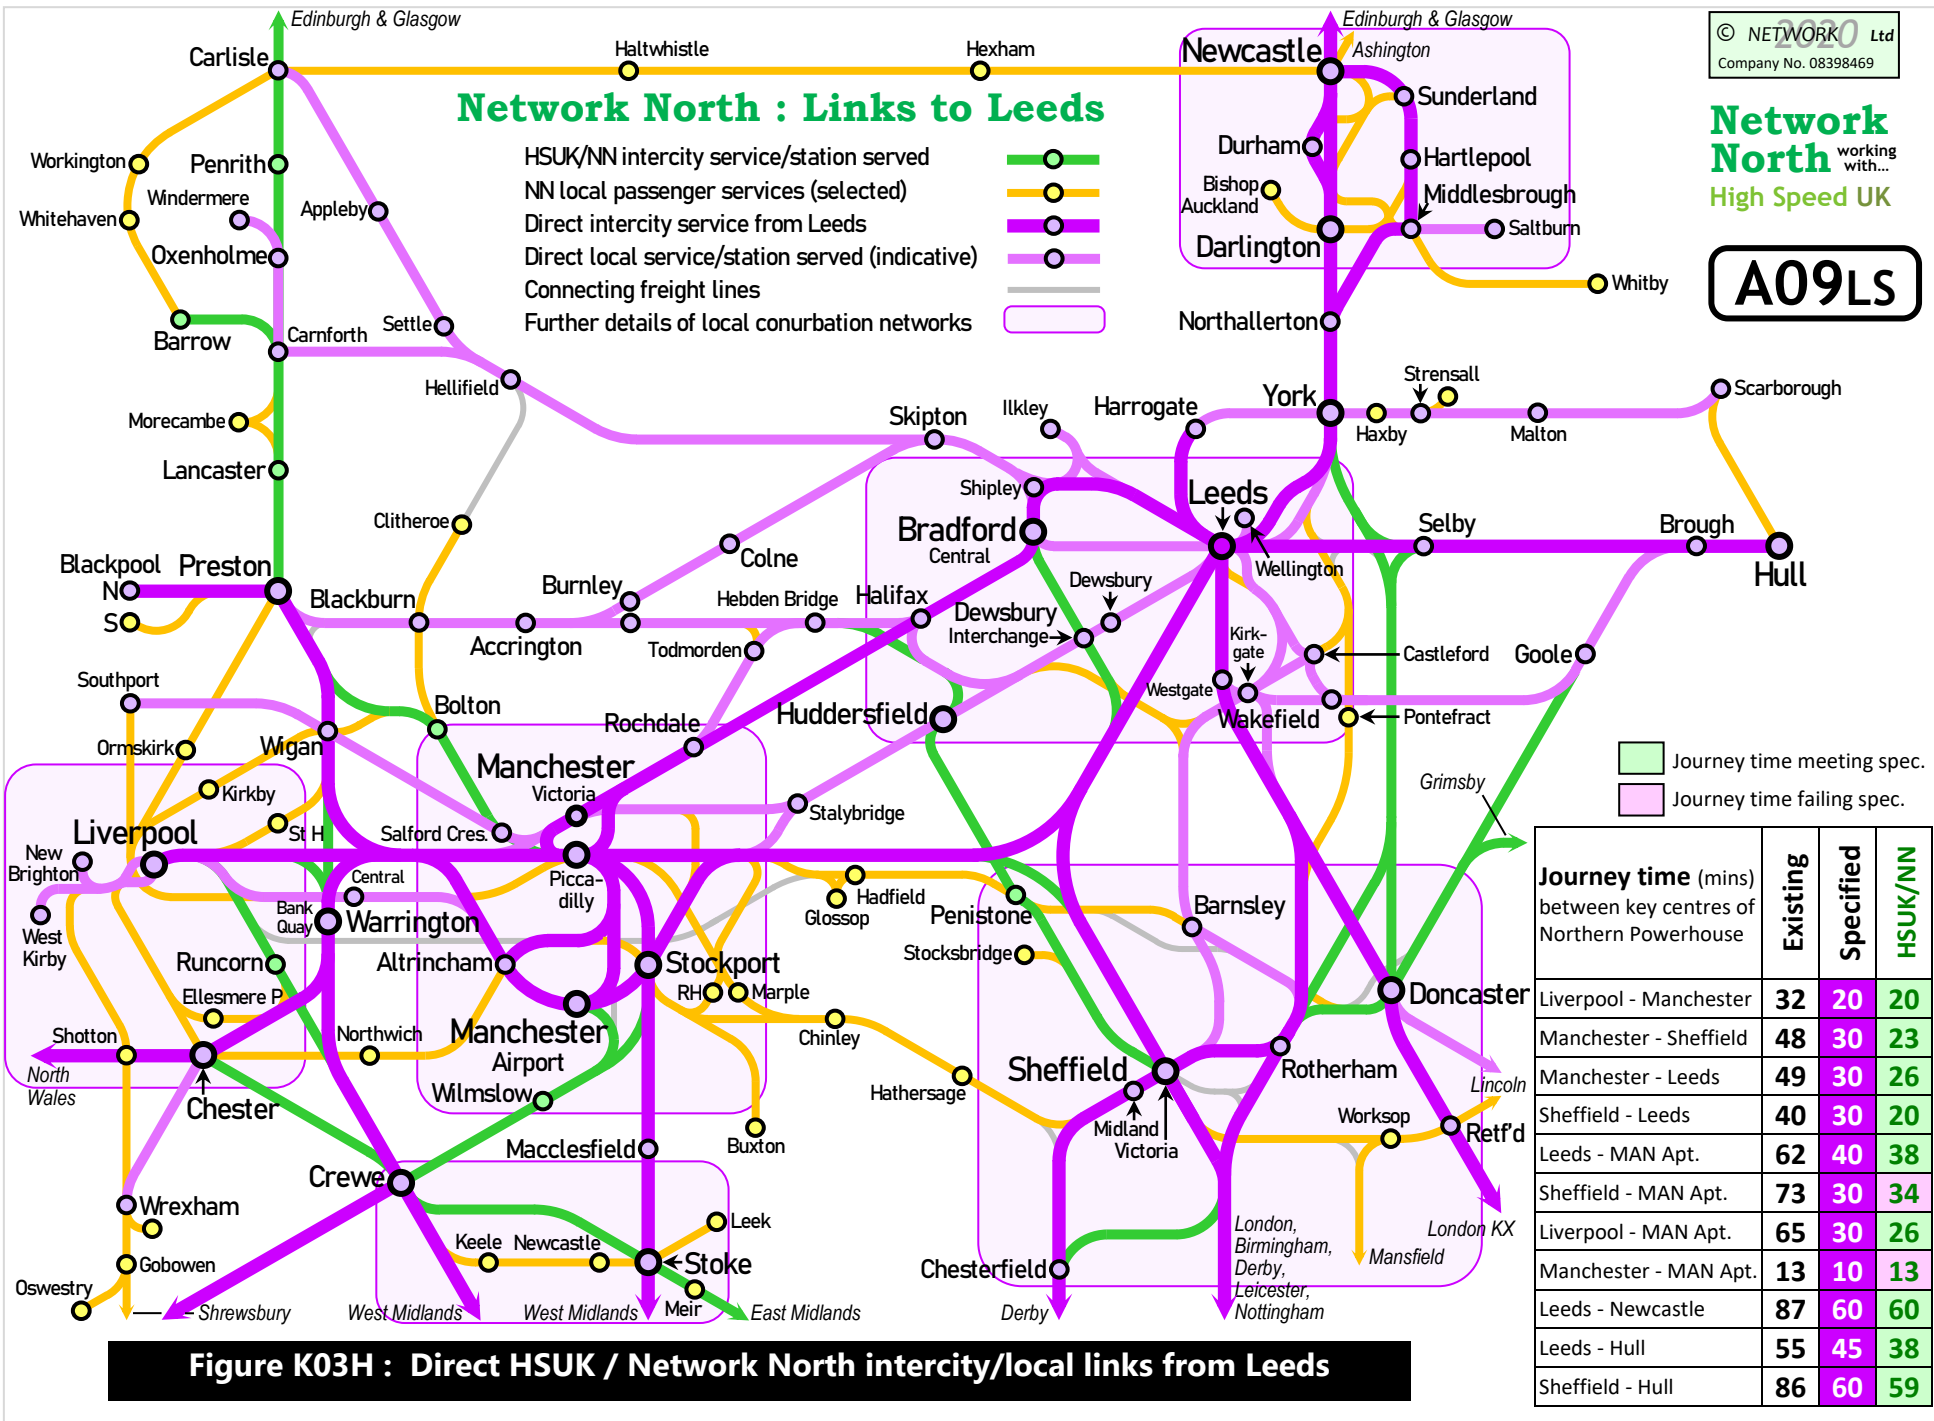 Edinburgh & Glasgow
Edinburgh & Glasgow
Carlisle
Haltwhistle
Hexham
Newcastle
Ashington
© NETWORK 2020 Ltd
Company No. 08398469
Network North : Links to Leeds
Sunderland
Network
North working
with...
High Speed UK
HSUK/NN intercity service/station served
NN local passenger services (selected)
Direct intercity service from Leeds
Direct local service/station served (indicative)
Connecting freight lines
Further details of local conurbation networks
Workington
Penrith
Windermere
Whitehaven
Appleby
Oxenholme
Durham
Hartlepool
Bishop
Auckland
Middlesbrough
Saltburn
Darlington
Whitby
A09LS
Barrow
Carnforth
Settle
Northallerton
Hellifield
Morecambe
Lancaster
Skipton
Ilkley
Harrogate
York
Strensall
Haxby
Malton
Scarborough
Clitheroe
Shipley
Leeds
Bradford
Central
Wellington
Selby
Brough
Hull
Blackpool
N
S
Preston
Blackburn
Burnley
Colne
Accrington
Hebden Bridge
Halifax
Todmorden
Dewsbury
Dewsbury
Interchange
Kirk-
gate
Westgate
Wakefield
Castleford
Pontefract
Goole
Southport
Ormskirk
Wigan
Bolton
Rochdale
Huddersfield
Manchester
Victoria
Kirkby
St H
Salford Cres.
Stalybridge
Liverpool
New
Brighton
West
Kirby
Central
Bank
Quay
Warrington
Picca-
dilly
Glossop
Hadfield
Penistone
Barnsley
Stocksbridge
Runcorn
Altrincham
Stockport
RH
Marple
Ellesmere P
Shotton
Northwich
Manchester
Airport
Chinley
Doncaster
North
Wales
Chester
Wilmslow
Hathersage
Sheffield
Midland
Victoria
Rotherham
Worksop
Lincoln
Retf'd
Grimsby
Buxton
Macclesfield
Crewe
Wrexham
Gobowen
Oswestry
Shrewsbury
Keele
Newcastle
Leek
Stoke
Meir
West Midlands
West Midlands
East Midlands
Chesterfield
Derby
London,
Birmingham,
Derby,
Leicester,
Nottingham
Mansfield
London KX
Journey time meeting spec.
Journey time failing spec.
Journey time (mins)
between key centres of
Northern Powerhouse
Existing
Specified
HSUK/NN
Liverpool - Manchester 32 20 20
Manchester - Sheffield 48 30 23
Manchester - Leeds 49 30 26
Sheffield - Leeds 40 30 20
Leeds - MAN Apt. 62 40 38
Sheffield - MAN Apt. 73 30 34
Liverpool - MAN Apt. 65 30 26
Manchester - MAN Apt. 13 10 13
Leeds - Newcastle 87 60 60
Leeds - Hull 55 45 38
Sheffield - Hull 86 60 59
Figure K03H : Direct HSUK / Network North intercity/local links from Leeds